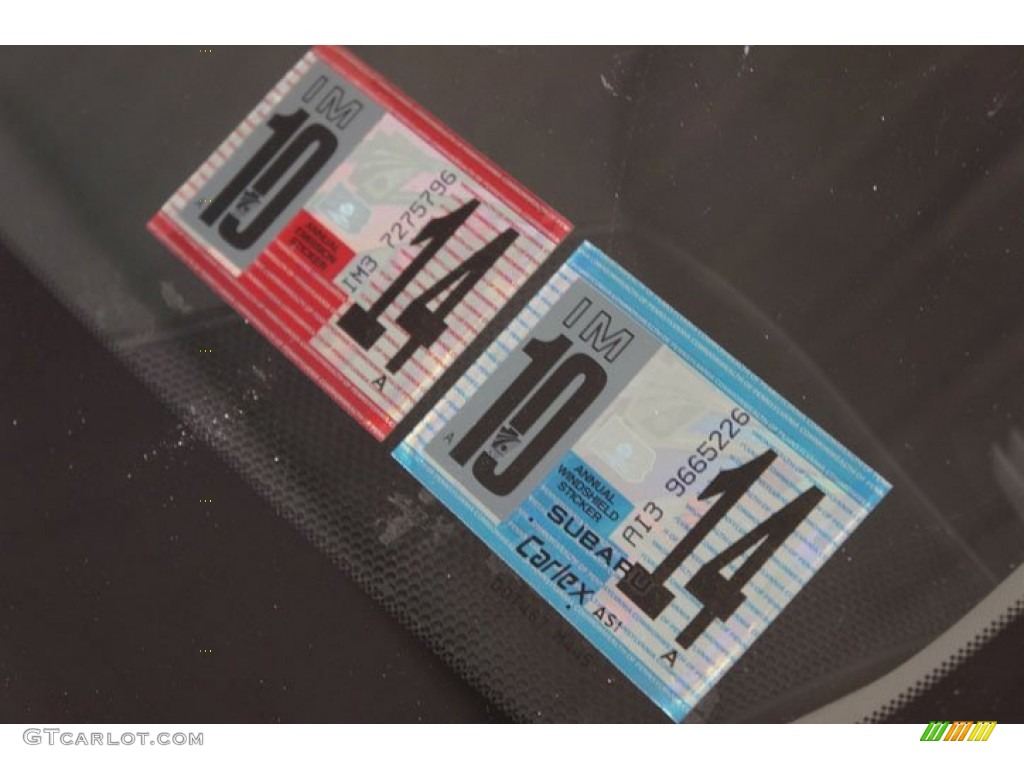 IM
10
ANNUAL
EMISSION
STICKER
IM3 7275796
14
A
IM
10
A
ANNUAL
WINDSHIELD
STICKER
AI3 9665226
14
A
SUBARU
Carlex
AS1
GTCARLOT.COM